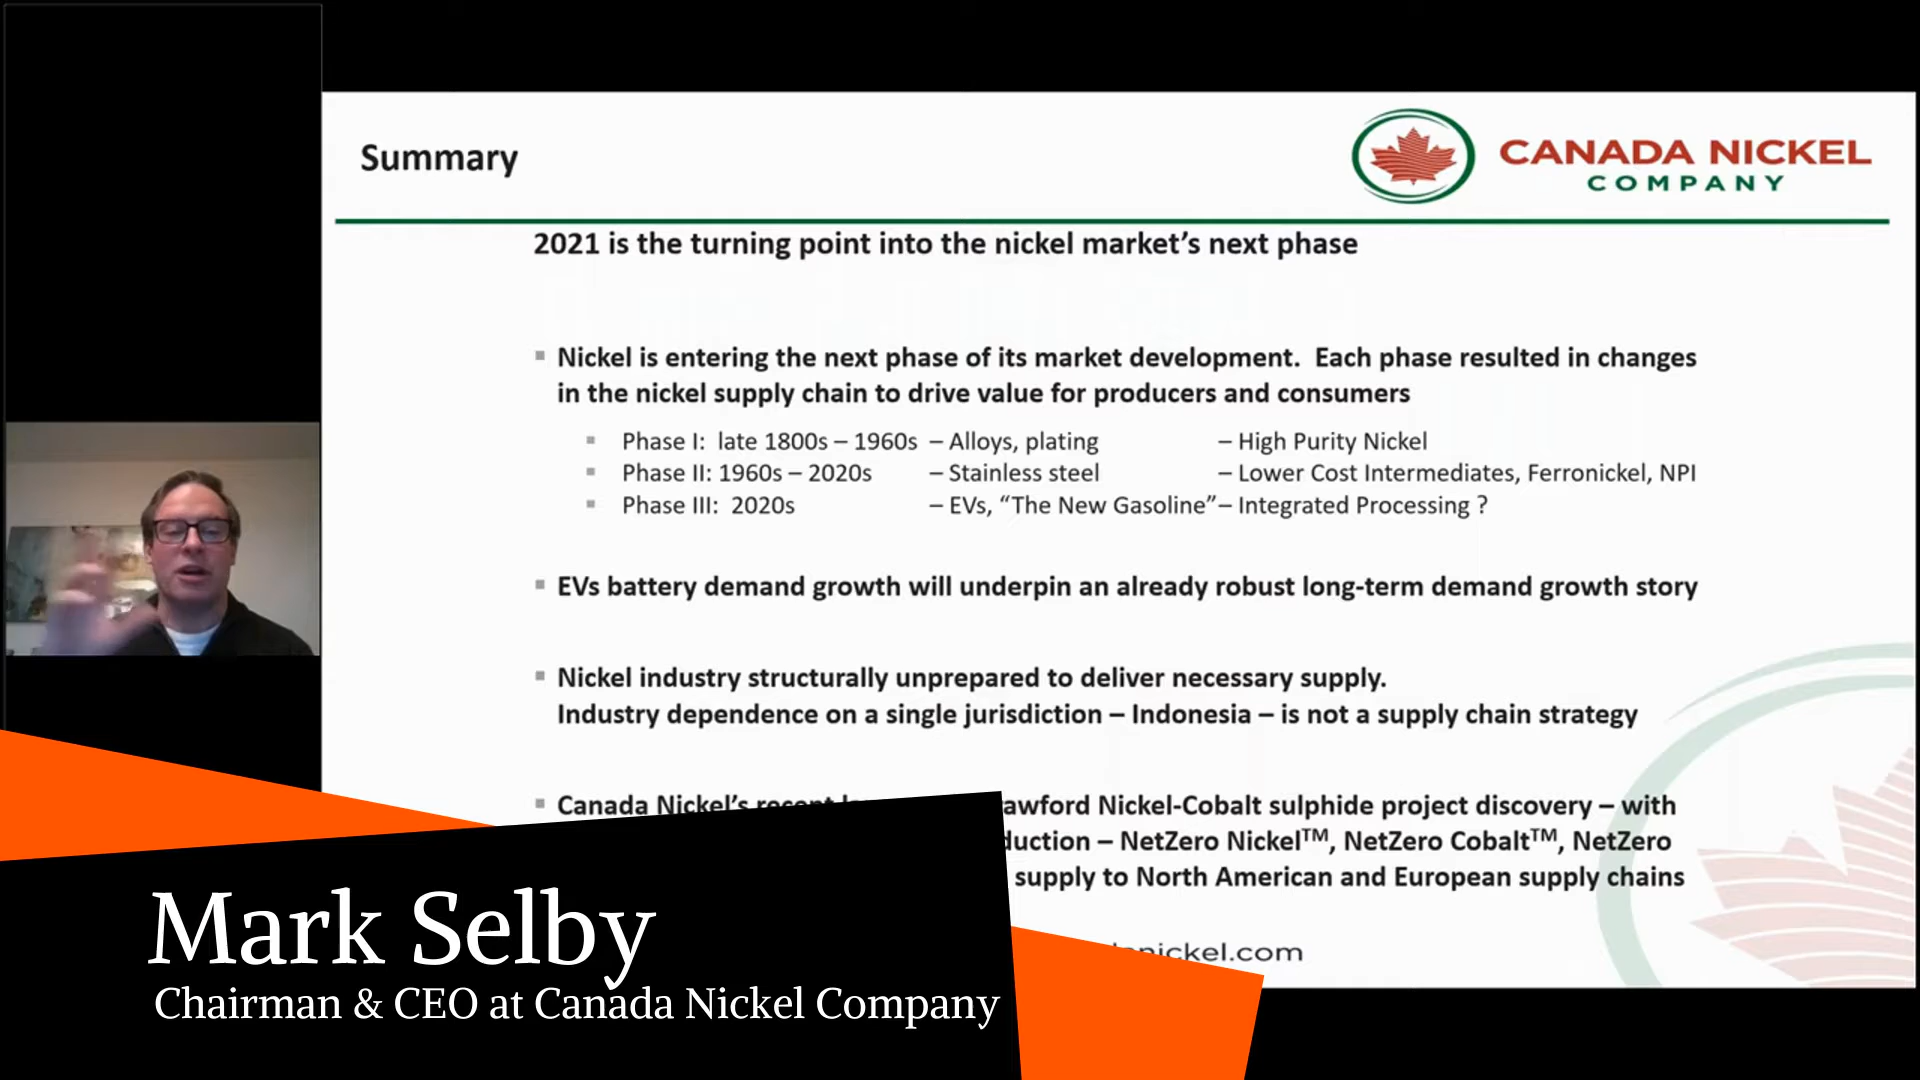 Summary
CANADA NICKEL
COMPANY
2021 is the turning point into the nickel market’s next phase
Nickel is entering the next phase of its market development. Each phase resulted in changes
in the nickel supply chain to drive value for producers and consumers
Phase I: late 1800s – 1960s – Alloys, plating – High Purity Nickel
Phase II: 1960s – 2020s – Stainless steel – Lower Cost Intermediates, Ferronickel, NPI
Phase III: 2020s – EVs, “The New Gasoline” – Integrated Processing ?
EVs battery demand growth will underpin an already robust long-term demand growth story
Nickel industry structurally unprepared to deliver necessary supply.
Industry dependence on a single jurisdiction – Indonesia – is not a supply chain strategy
Canada Nickel’s recent Nickel-Cobalt sulphide project discovery – with
– NetZero Nickel™, NetZero Cobalt™, NetZero
supply to North American and European supply chains
nickel.com
Mark Selby
Chairman & CEO at Canada Nickel Company